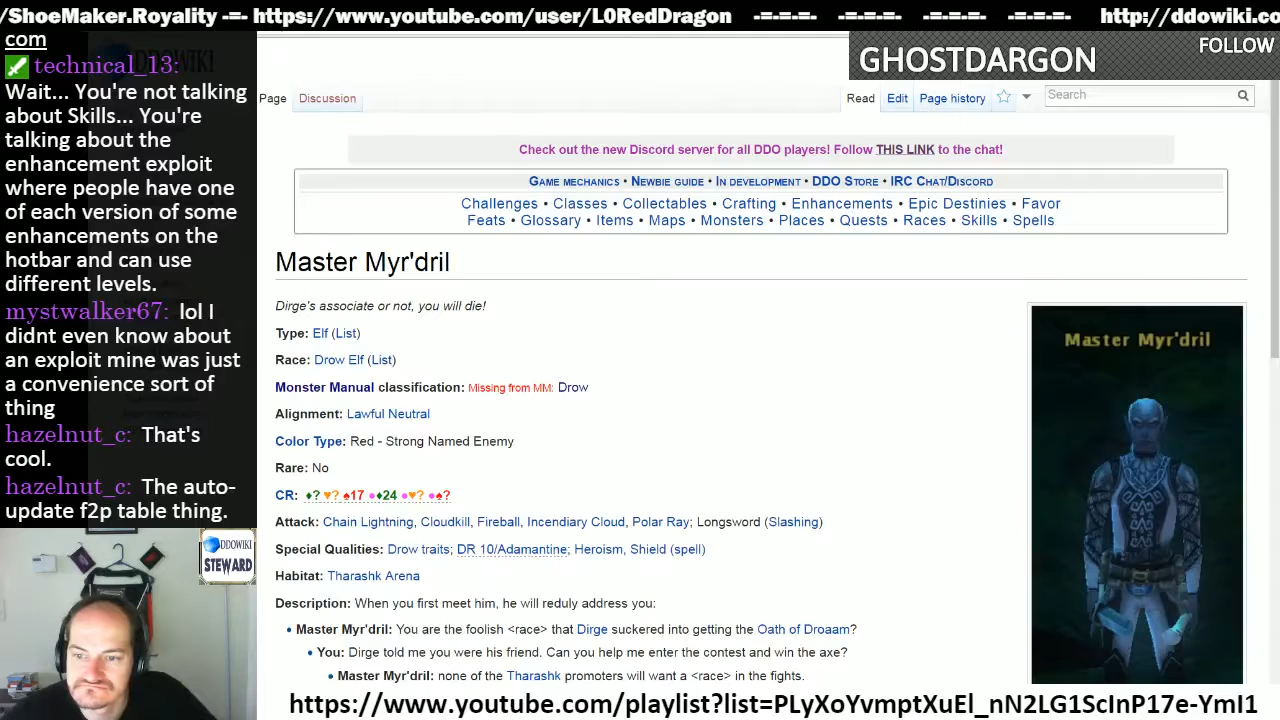 /ShoeMaker.Royality -=- https://www.youtube.com/user/L0RedDragon -=-=-=- -=-=-=- -=-=-=- -=-=-=- http://ddowiki.co
com
technical_13:
Wait... You're not talking
about Skills... You're
talking about the
enhancement exploit
where people have one
of each version of some
enhancements on the
hotbar and can use
different levels.
mystwalker67: lol I
didnt even know about
an exploit mine was just
a convenience sort of
thing
hazelnut_c: That's
cool.
hazelnut_c: The auto-
update f2p table thing.
DDOWIKI
STEWARD
GHOSTDARGON
FOLLOW
Page Discussion Read Edit Page history Search
Check out the new Discord server for all DDO players! Follow THIS LINK to the chat!
Game mechanics • Newbie guide • In development • DDO Store • IRC Chat/Discord
Challenges • Classes • Collectables • Crafting • Enhancements • Epic Destinies • Favor
Feats • Glossary • Items • Maps • Monsters • Places • Quests • Races • Skills • Spells
Master Myr'dril
Dirge's associate or not, you will die!
Type: Elf (List)
Race: Drow Elf (List)
Monster Manual classification: Missing from MM: Drow
Alignment: Lawful Neutral
Color Type: Red - Strong Named Enemy
Rare: No
CR: ♦? ♥? ♠17 ●♦24 ●♥? ●♠?
Attack: Chain Lightning, Cloudkill, Fireball, Incendiary Cloud, Polar Ray; Longsword (Slashing)
Special Qualities: Drow traits; DR 10/Adamantine; Heroism, Shield (spell)
Habitat: Tharashk Arena
Description: When you first meet him, he will reduly address you:
• Master Myr'dril: You are the foolish <race> that Dirge suckered into getting the Oath of Droaam?
• You: Dirge told me you were his friend. Can you help me enter the contest and win the axe?
• Master Myr'dril: none of the Tharashk promoters will want a <race> in the fights.
Master Myr'dril
https://www.youtube.com/playlist?list=PLyXoYvmptXuEl_nN2LG1ScInP17e-YmI1